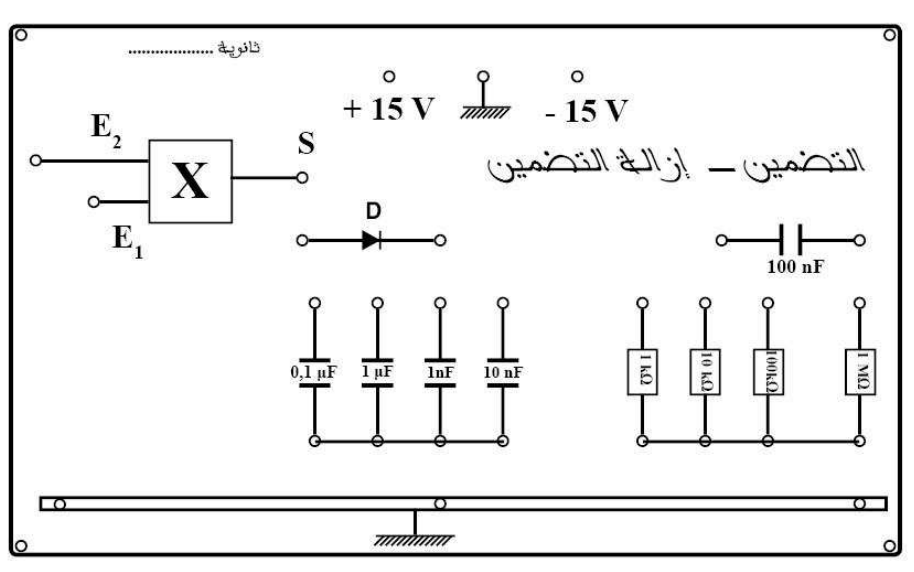 ثانوية ...................
+ 15 V
- 15 V
E2
S
X
التضمين – إزالة التضمين
E1
D
100 nF
0,1 µF
1 µF
1nF
10 nF
1 kΩ
10 kΩ
100kΩ
1 MΩ